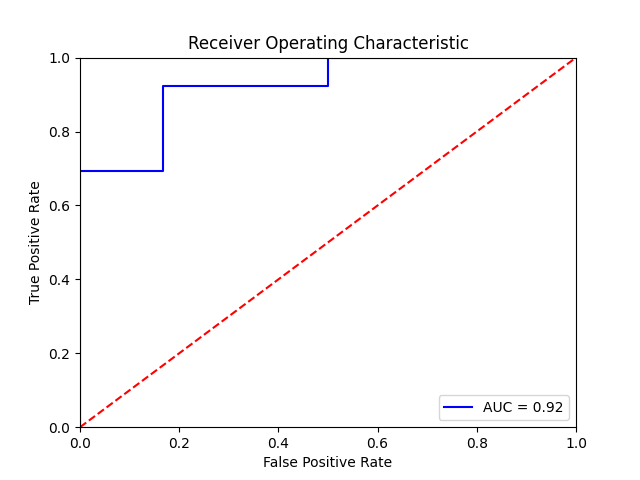 Receiver Operating Characteristic
True Positive Rate
1.0
0.8
0.6
0.4
0.2
0.0
AUC = 0.92
0.0 0.2 0.4 0.6 0.8 1.0
False Positive Rate